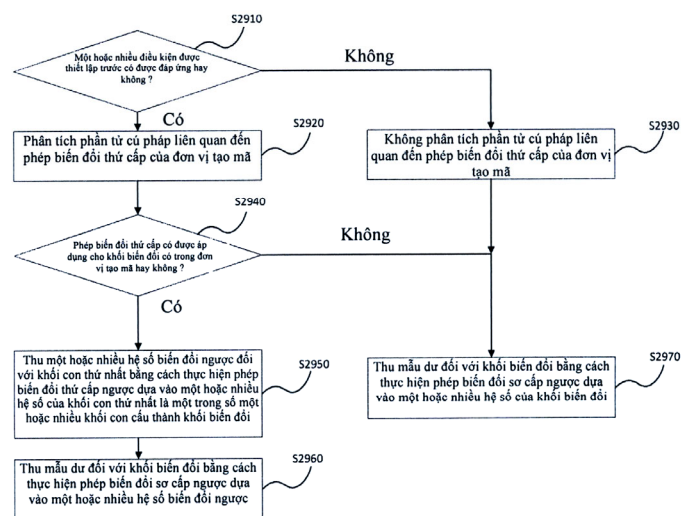 S2910
Một hoặc nhiều điều kiện được
thiết lập trước có được đáp ứng hay
không ?
Không
Có
S2920
Phân tích phần tử cú pháp liên quan đến
phép biến đổi thứ cấp của đơn vị tạo mã
S2930
Không phân tích phần tử cú pháp liên
quan đến phép biến đổi thứ cấp của đơn vị
tạo mã
S2940
Phép biến đổi thứ cấp có được áp
dụng cho khối biến đổi có trong đơn
vị tạo mã hay không ?
Không
Có
S2950
Thu một hoặc nhiều hệ số biến đổi ngược đối
với khối con thứ nhất bằng cách thực hiện phép
biến đổi thứ cấp ngược dựa vào một hoặc nhiều
hệ số của khối con thứ nhất là một trong số một
hoặc nhiều khối con cấu thành khối biến đổi
S2970
Thu mẫu dư đối với khối biến đổi bằng cách
thực hiện phép biến đổi sơ cấp ngược dựa
vào một hoặc nhiều hệ số của khối biến đổi
S2960
Thu mẫu dư đối với khối biến đổi bằng cách
thực hiện phép biến đổi sơ cấp ngược dựa
vào một hoặc nhiều hệ số biến đổi ngược